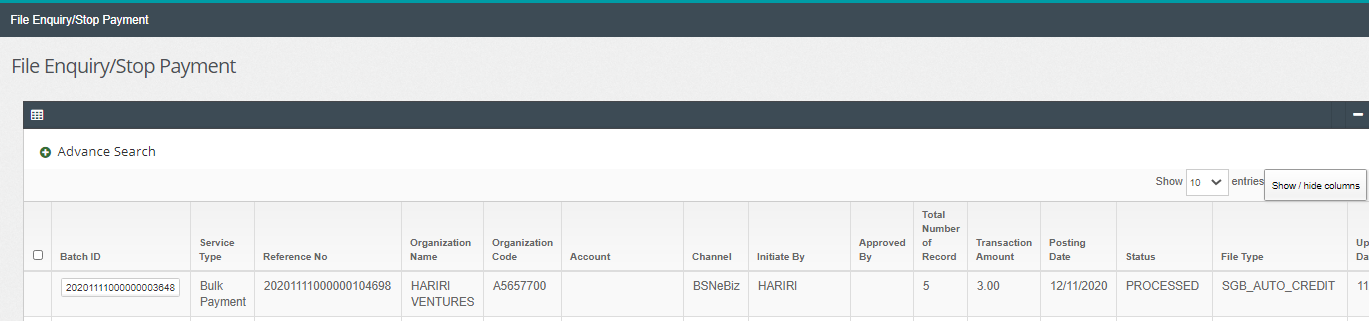 File Enquiry/Stop Payment
File Enquiry/Stop Payment
Advance Search
Show 10 entries Show / hide columns
Batch ID Service Type Reference No Organization Name Organization Code Account Channel Initiate By Approved By Total Number of Record Transaction Amount Posting Date Status File Type Up Da
20201111000000003648 Bulk Payment 20201111000000104698 HARIRI VENTURES A5657700 BSNeBiz HARIRI 5 3.00 12/11/2020 PROCESSED SGB_AUTO_CREDIT 11